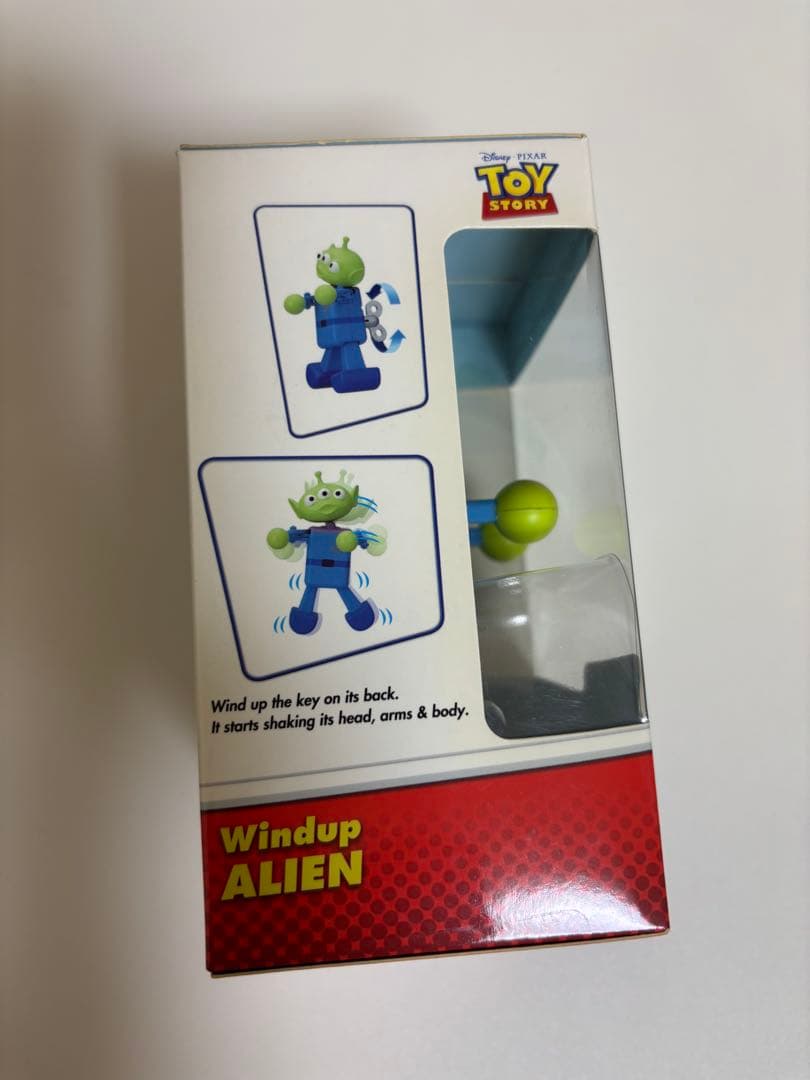 Disney · PIXAR
TOY
STORY
Wind up the key on its back.
It starts shaking its head, arms & body.
Windup
ALIEN